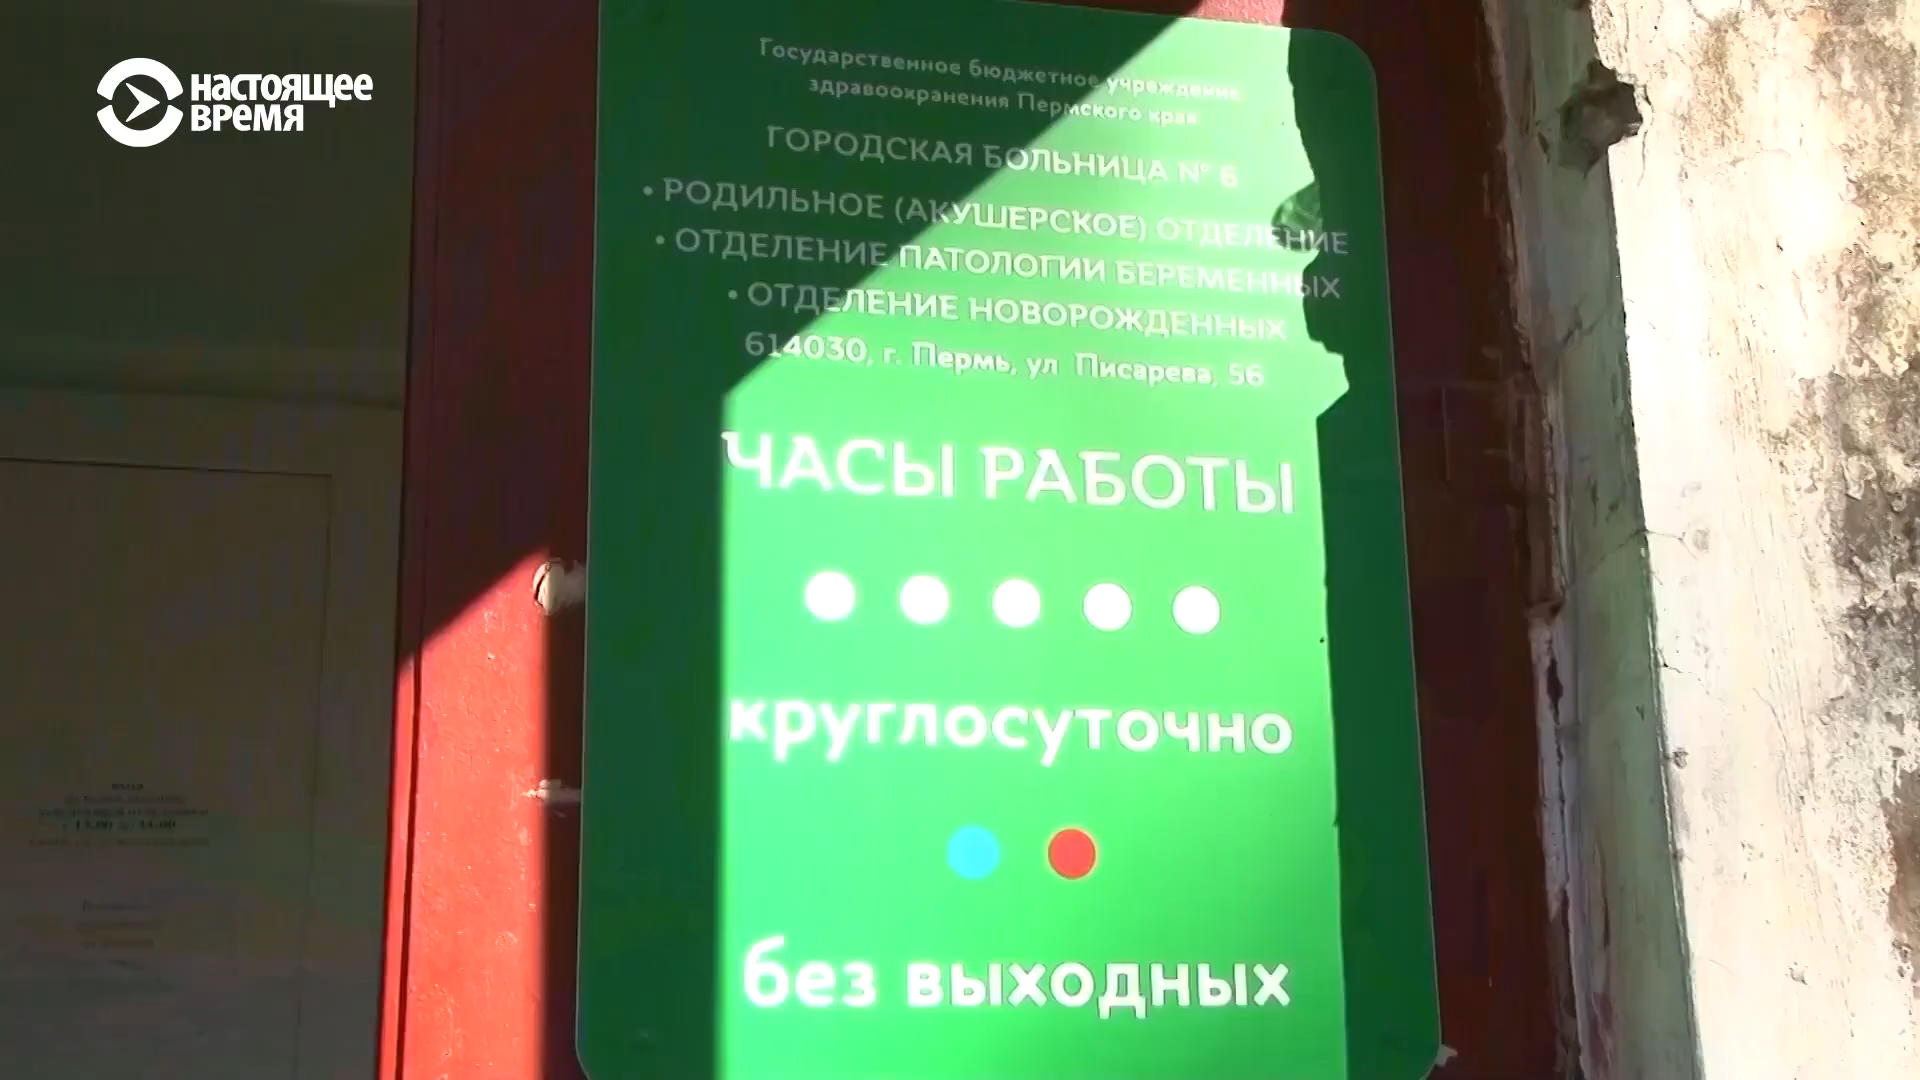 НАСТОЯЩЕЕ
ВРЕМЯ
Государственное бюджетное учреждение
здравоохранения Пермского края
ГОРОДСКАЯ БОЛЬНИЦА № 6
• РОДИЛЬНОЕ (АКУШЕРСКОЕ) ОТДЕЛЕНИЕ
• ОТДЕЛЕНИЕ ПАТОЛОГИИ БЕРЕМЕННЫХ
• ОТДЕЛЕНИЕ НОВОРОЖДЕННЫХ
614030, г. Пермь, ул Писарева, 56
ЧАСЫ РАБОТЫ
круглосуточно
без выходных